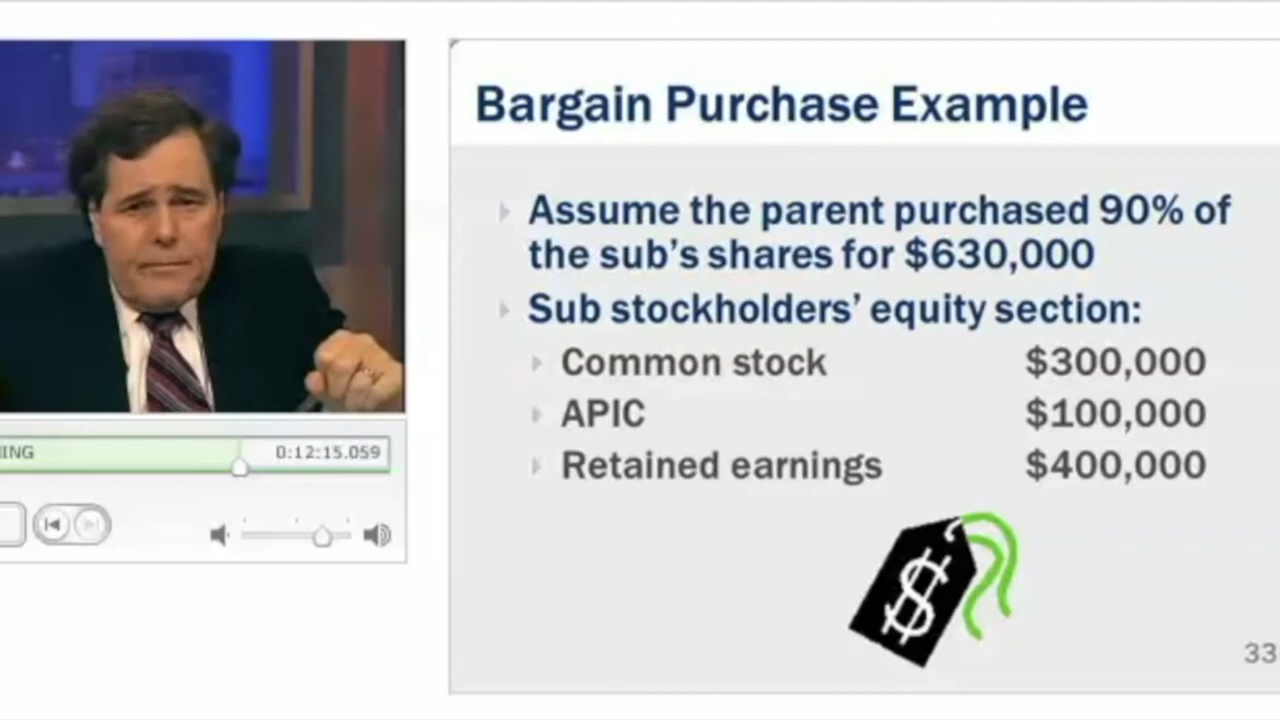 Bargain Purchase Example
Assume the parent purchased 90% of
the sub's shares for $630,000
Sub stockholders' equity section:
Common stock $300,000
APIC $100,000
Retained earnings $400,000
$
33
0:12:15.059